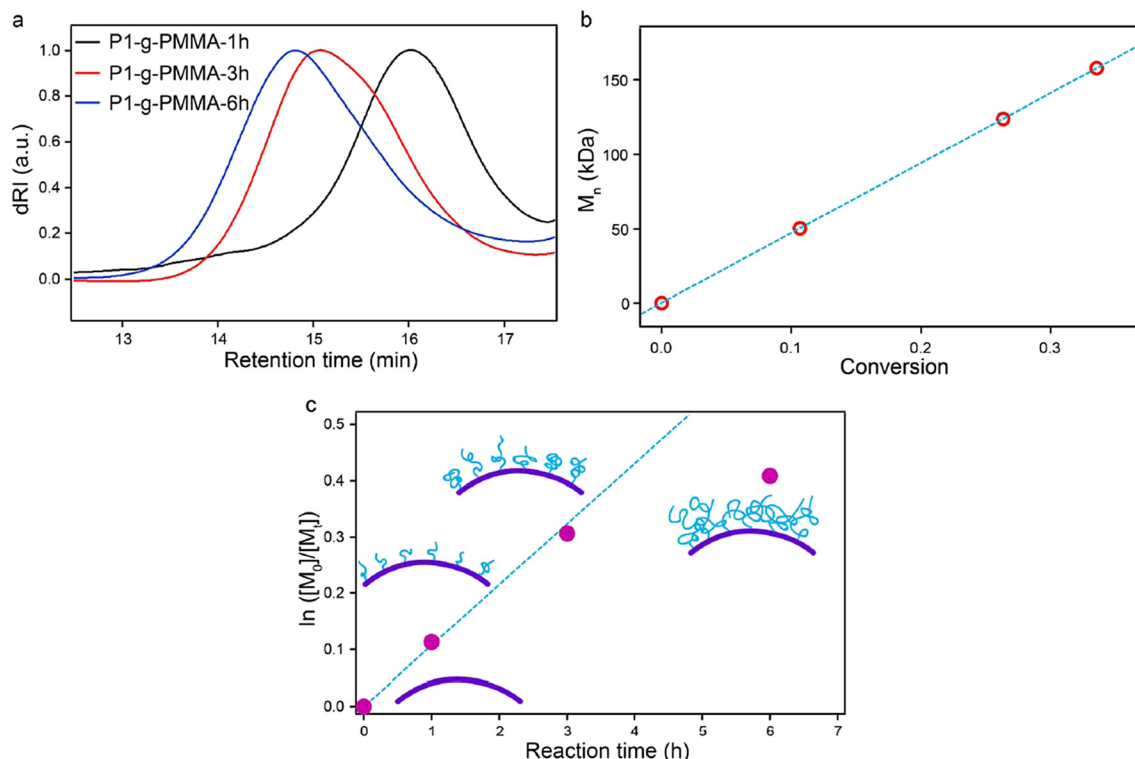 a
P1-g-PMMA-1h
P1-g-PMMA-3h
P1-g-PMMA-6h
1.0
0.8
0.6
0.4
0.2
0.0
dRI (a.u.)
13 14 15 16 17
Retention time (min)
b
150
100
50
0
Mₙ (kDa)
0.0 0.1 0.2 0.3
Conversion
c
0.5
0.4
0.3
0.2
0.1
0.0
ln ([M₀]/[Mₜ])
0 1 2 3 4 5 6 7
Reaction time (h)